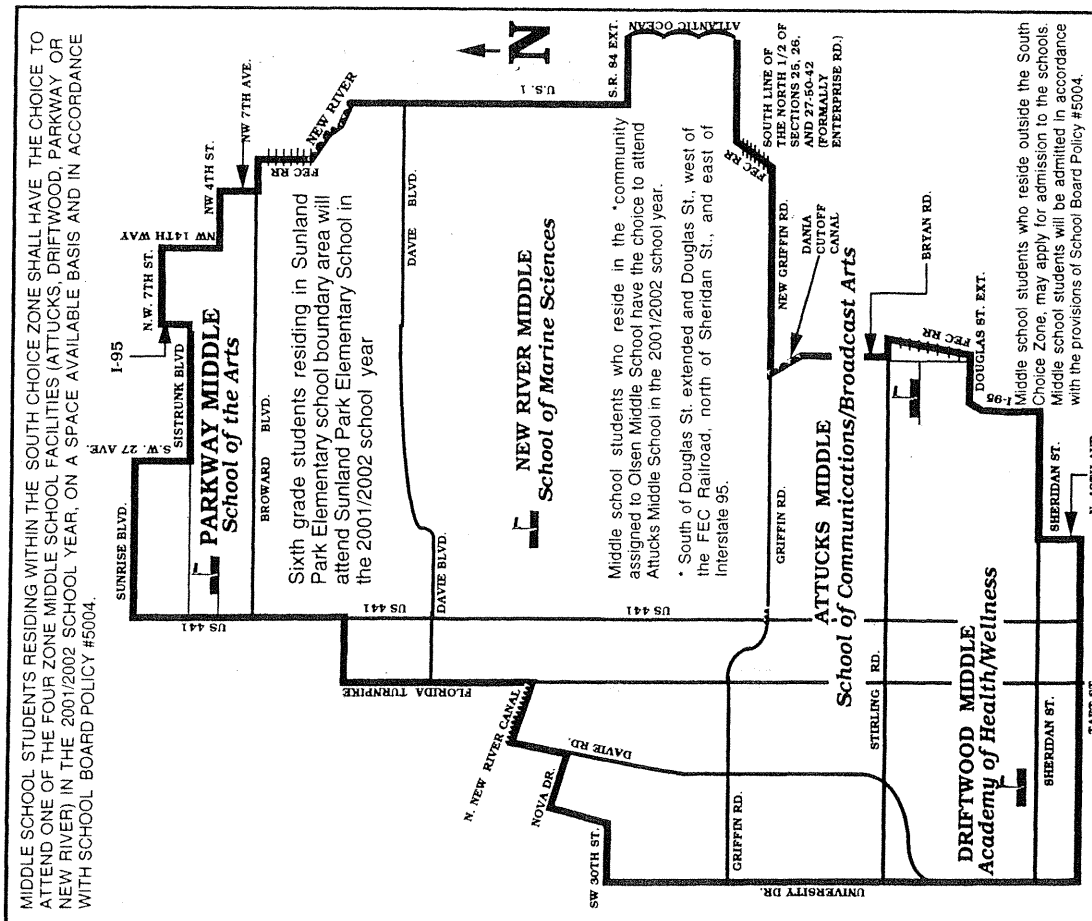 MIDDLE SCHOOL STUDENTS RESIDING WITHIN THE SOUTH CHOICE ZONE SHALL HAVE THE CHOICE TO
ATTEND ONE OF THE FOUR ZONE MIDDLE SCHOOL FACILITIES (ATTUCKS, DRIFTWOOD, PARKWAY OR
NEW RIVER) IN THE 2001/2002 SCHOOL YEAR, ON A SPACE AVAILABLE BASIS AND IN ACCORDANCE
WITH SCHOOL BOARD POLICY #5004.
SUNRISE BLVD.
US 441
S.W. 27 AVE.
SISTRUNK BLVD
I-95
N.W. 7TH ST.
NW 14TH WAY
NW 4TH ST.
NW 7TH AVE.
PARKWAY MIDDLE
School of the Arts
BROWARD BLVD.
FEC RR
NEW RIVER
N
Sixth grade students residing in Sunland
Park Elementary school boundary area will
attend Sunland Park Elementary School in
the 2001/2002 school year
US 441
DAVIE BLVD.
DAVIE BLVD.
U.S. 1
FLORIDA TURNPIKE
N. NEW RIVER CANAL
NEW RIVER MIDDLE
School of Marine Sciences
NOVA DR.
DAVIE RD.
SW 30TH ST.
US 441
Middle school students who reside in the *community
assigned to Olsen Middle School have the choice to attend
Attucks Middle School in the 2001/2002 school year.
* South of Douglas St. extended and Douglas St., west of
the FEC Railroad, north of Sheridan St., and east of
Interstate 95.
S.R. 84 EXT.
ATLANTIC OCEAN
FEC RR
SOUTH LINE OF
THE NORTH 1/2 OF
SECTIONS 25, 26,
AND 27-50-42
(FORMALLY
ENTERPRISE RD.)
GRIFFIN RD.
GRIFFIN RD.
NEW GRIFFIN RD.
DANIA
CUTOFF
CANAL
BRYAN RD.
ATTUCKS MIDDLE
School of Communications/Broadcast Arts
STIRLING RD.
UNIVERSITY DR.
FEC RR
DOUGLAS ST. EXT.
I-95
DRIFTWOOD MIDDLE
Academy of Health/Wellness
SHERIDAN ST.
SHERIDAN ST.
Middle school students who reside outside the South
Choice Zone, may apply for admission to the schools.
Middle school students will be admitted in accordance
with the provisions of School Board Policy #5004.